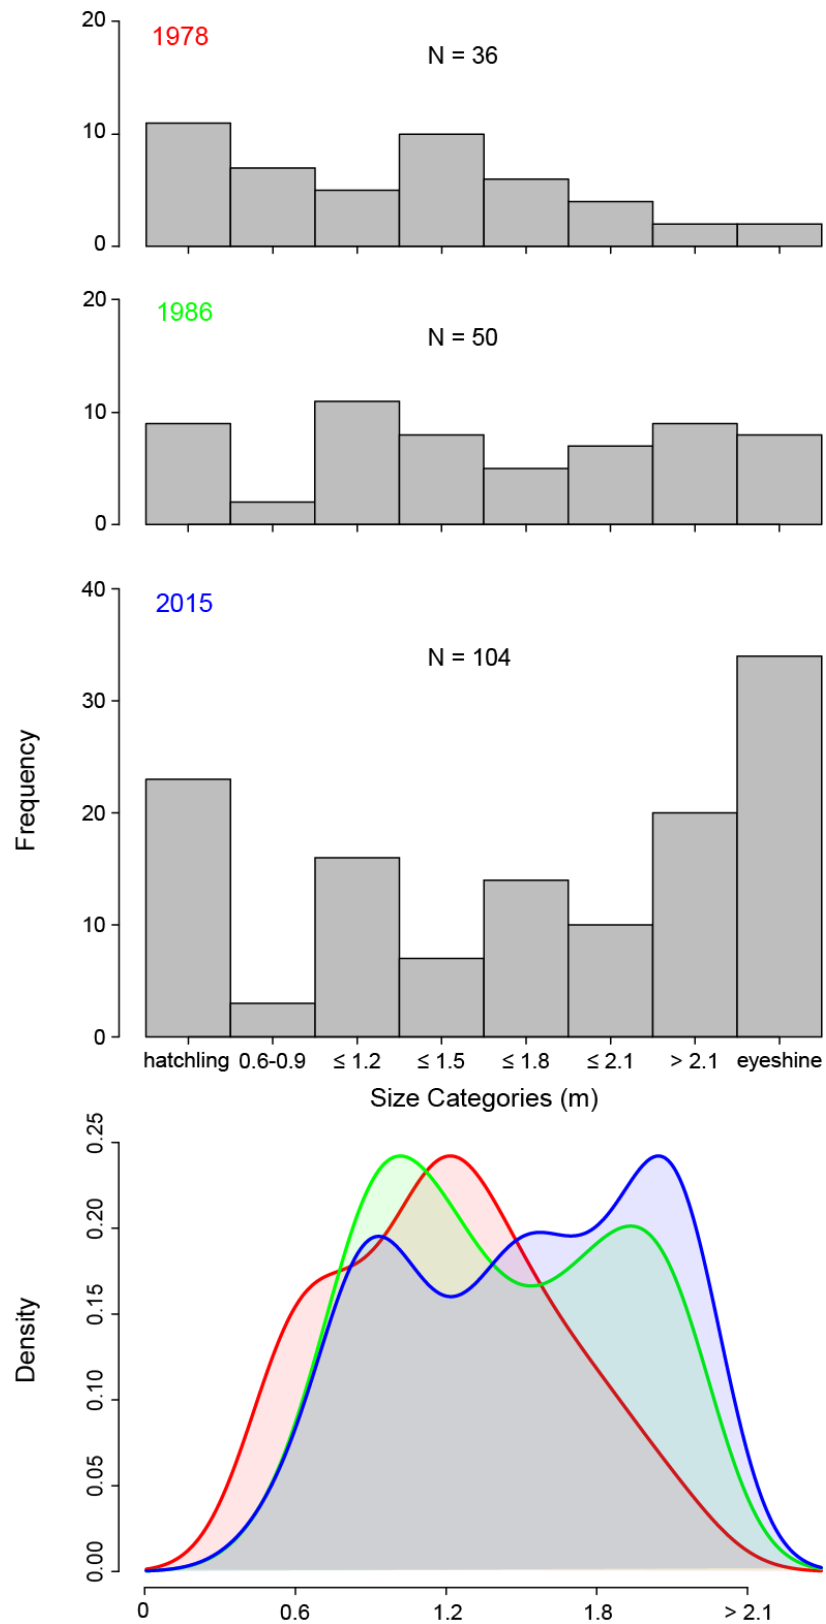 20
1978
N = 36
10
0
20
1986
N = 50
10
0
40
2015
N = 104
30
Frequency
20
10
0
hatchling 0.6-0.9 ≤ 1.2 ≤ 1.5 ≤ 1.8 ≤ 2.1 > 2.1 eyeshine
Size Categories (m)
0.25
0.20
0.15
Density
0.10
0.05
0.00
0 0.6 1.2 1.8 > 2.1